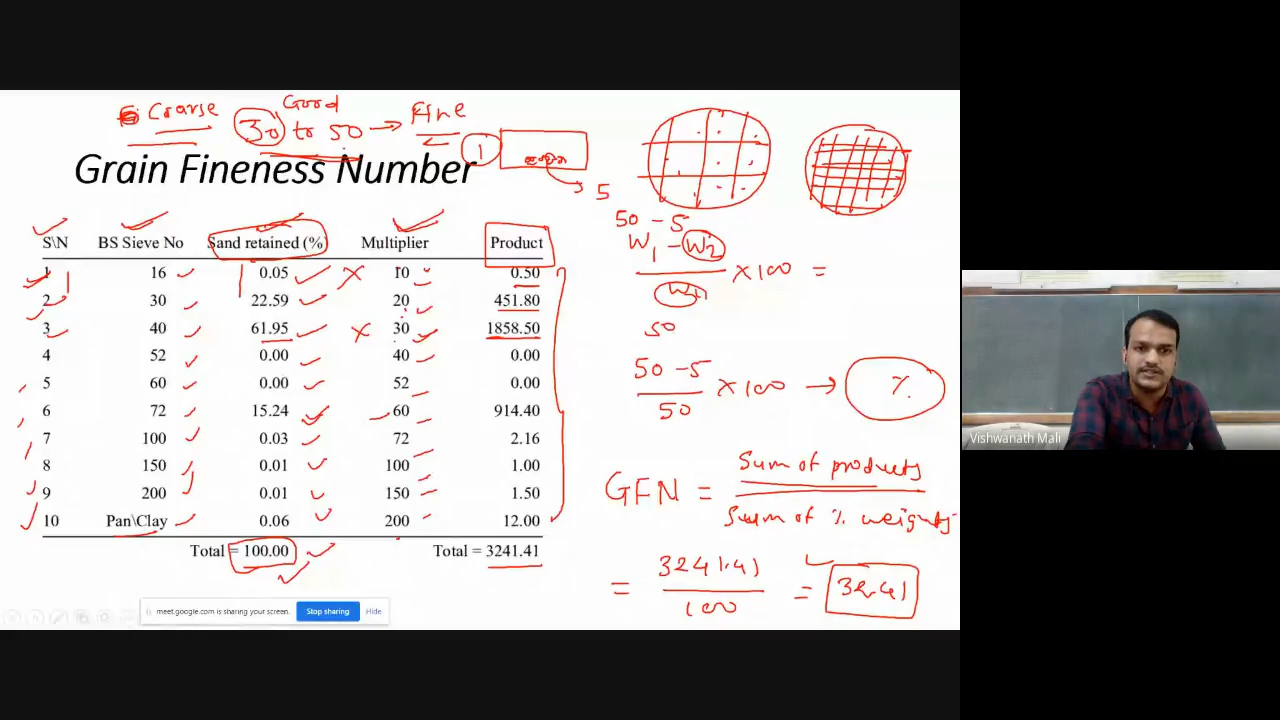 Coarse
Good
30 to 50 → Fine
Grain Fineness Number
1
5
S\N BS Sieve No Sand retained (%) Multiplier Product
1 16 0.05 10 0.50
2 30 22.59 20 451.80
3 40 61.95 30 1858.50
4 52 0.00 40 0.00
5 60 0.00 52 0.00
6 72 15.24 60 914.40
7 100 0.03 72 2.16
8 150 0.01 100 1.00
9 200 0.01 150 1.50
10 Pan\Clay 0.06 200 12.00
Total = 100.00 Total = 3241.41
50 - 5
W1 - W2
W1
× 100 =
50
50 - 5
50
× 100 → %
GFN = Sum of products
Sum of % weights
= 3241.41
100
= 32.41
meet.google.com is sharing your screen. Stop sharing Hide
Vishwanath Mali